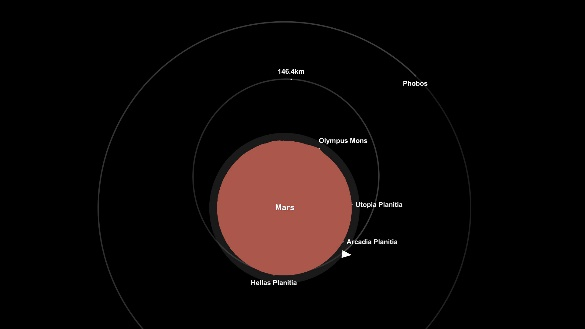 146.4km
Phobos
Olympus Mons
Mars
Utopia Planitia
Arcadia Planitia
Hellas Planitia